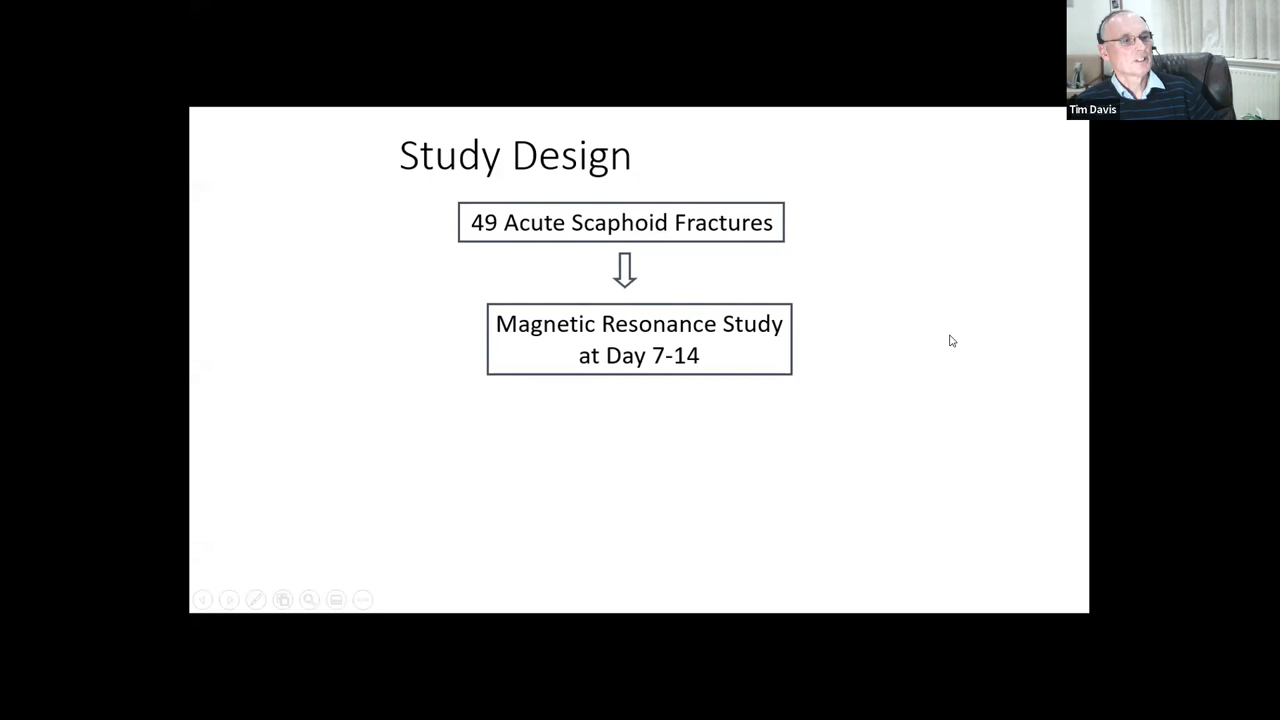 Tim Davis
Study Design
49 Acute Scaphoid Fractures
Magnetic Resonance Study
at Day 7-14